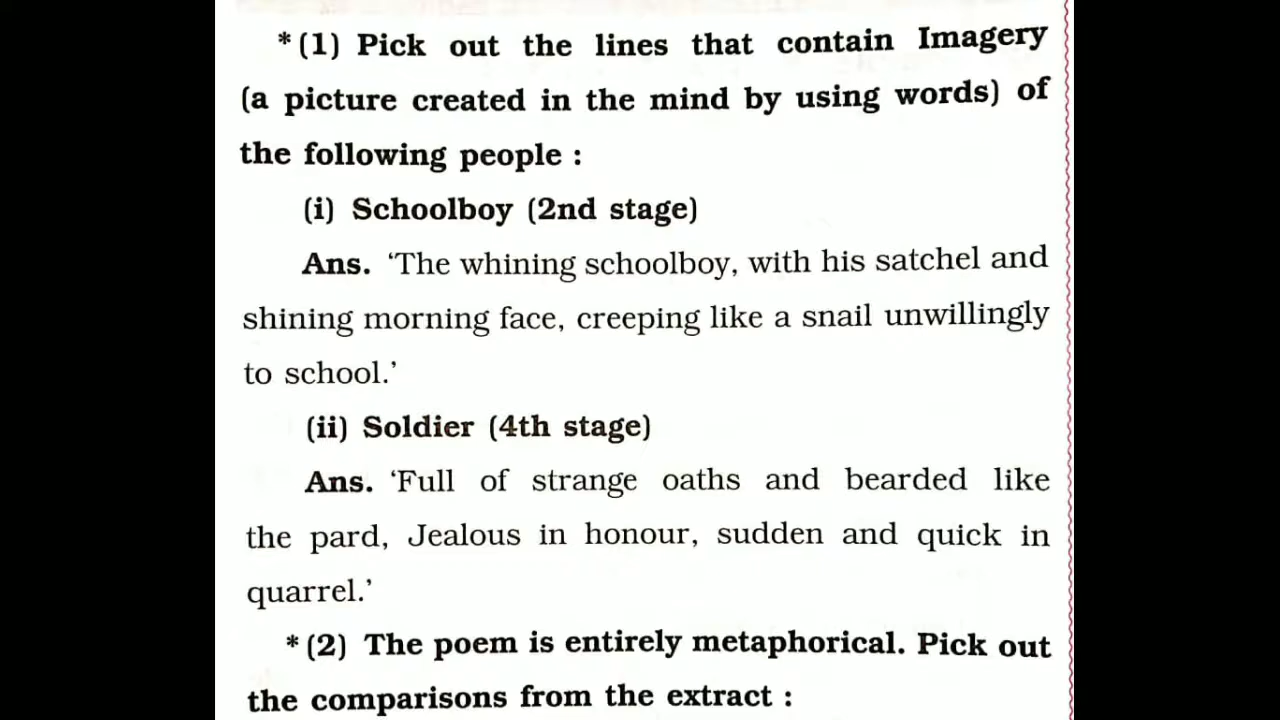 *(1) Pick out the lines that contain Imagery
(a picture created in the mind by using words) of
the following people :
(i) Schoolboy (2nd stage)
Ans. ‘The whining schoolboy, with his satchel and
shining morning face, creeping like a snail unwillingly
to school.’
(ii) Soldier (4th stage)
Ans. ‘Full of strange oaths and bearded like
the pard, Jealous in honour, sudden and quick in
quarrel.’
*(2) The poem is entirely metaphorical. Pick out
the comparisons from the extract :